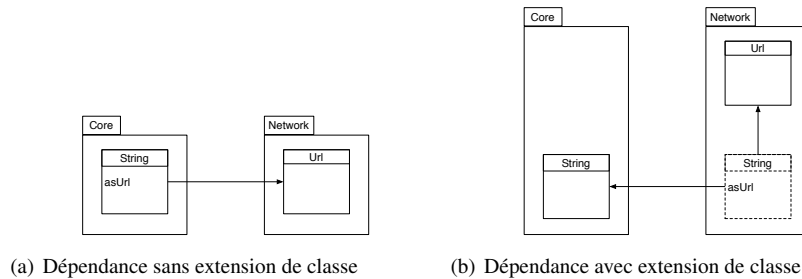 Core
Network
String
Url
asUrl
(a) Dépendance sans extension de classe
Core
Network
Url
String
String
asUrl
(b) Dépendance avec extension de classe